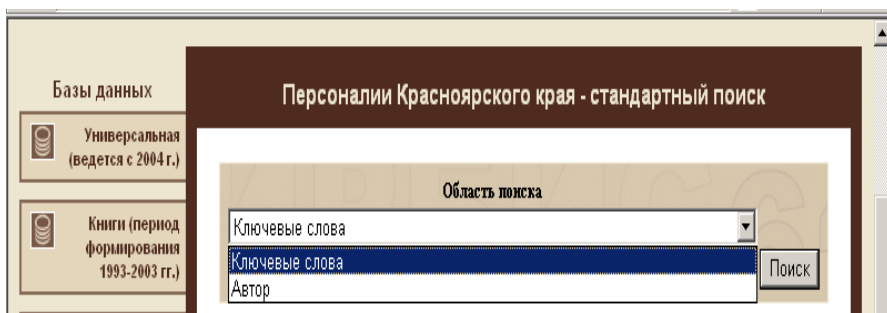 Базы данных
Универсальная
(ведется с 2004 г.)
Книги (период
формирования
1993-2003 гг.)
Персоналии Красноярского края - стандартный поиск
Область поиска
Ключевые слова
Ключевые слова
Автор
Поиск